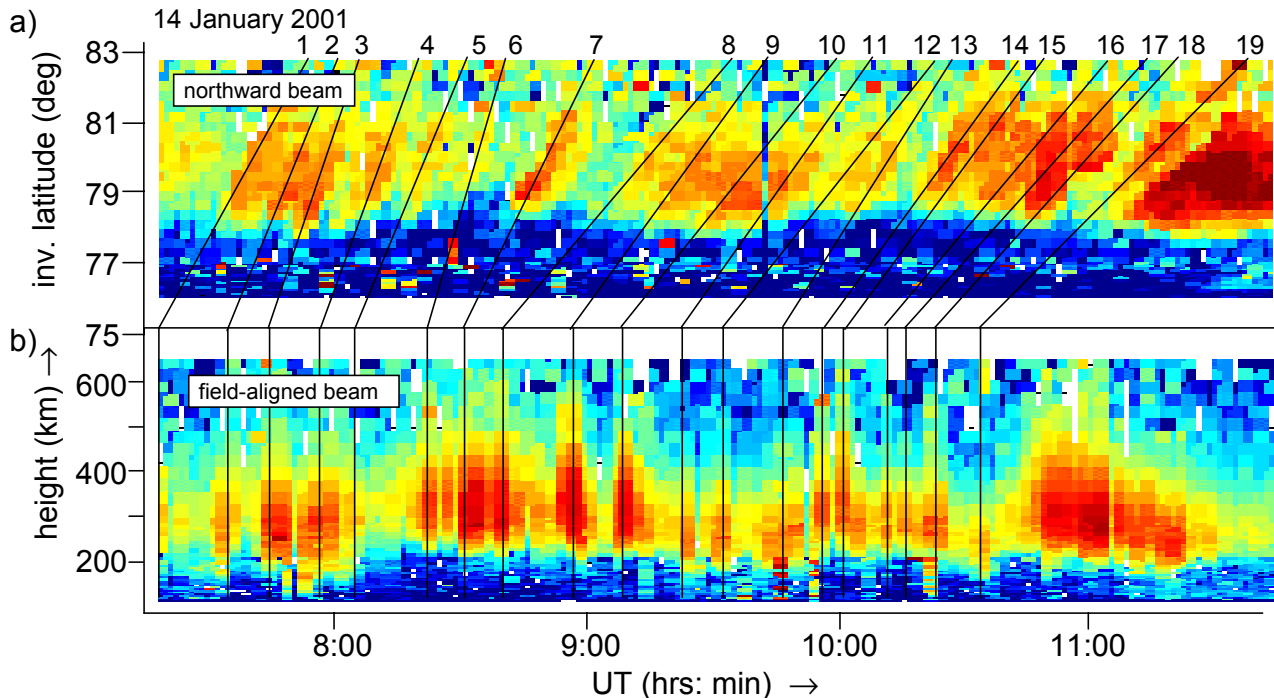 a)
14 January 2001
1 2 3 4 5 6 7 8 9 10 11 12 13 14 15 16 17 18 19
83
northward beam
81
79
77
75
inv. latitude (deg)
b)
field-aligned beam
600
400
200
height (km) →
8:00 9:00 10:00 11:00
UT (hrs: min) →